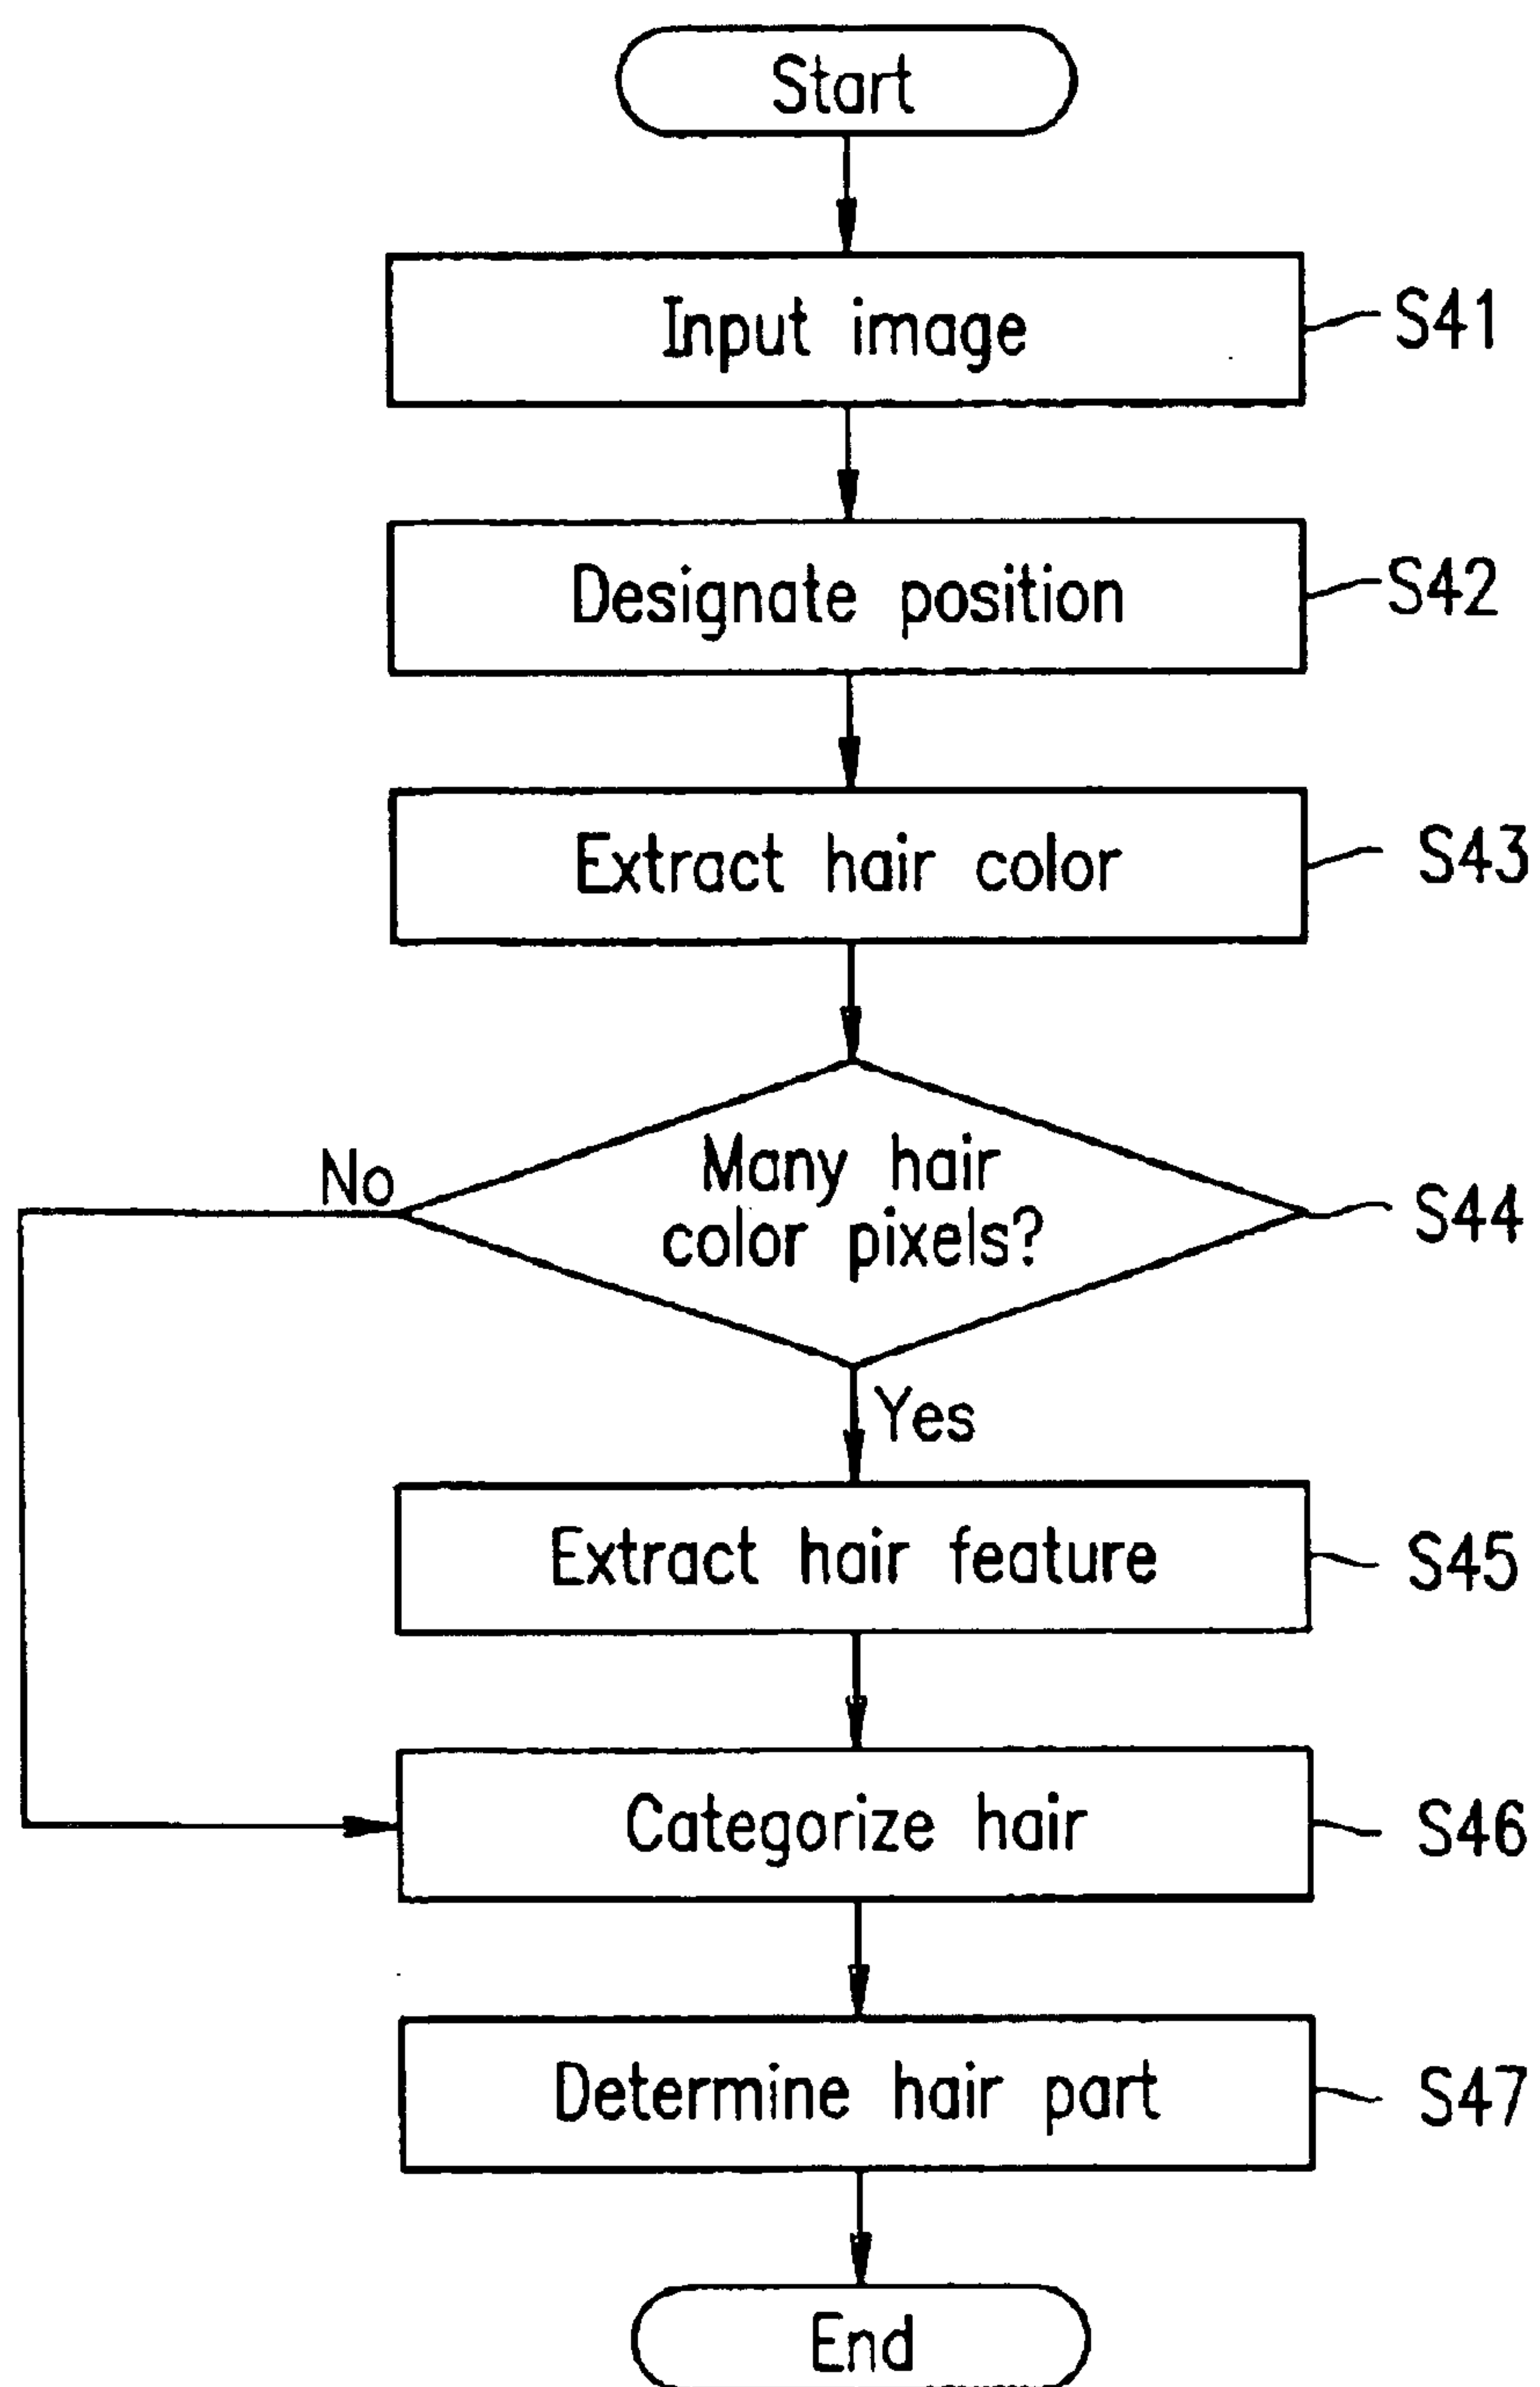 Start
Input image
S41
Designate position
S42
Extract hair color
S43
No
Many hair
color pixels?
S44
Yes
Extract hair feature
S45
Categorize hair
S46
Determine hair part
S47
End